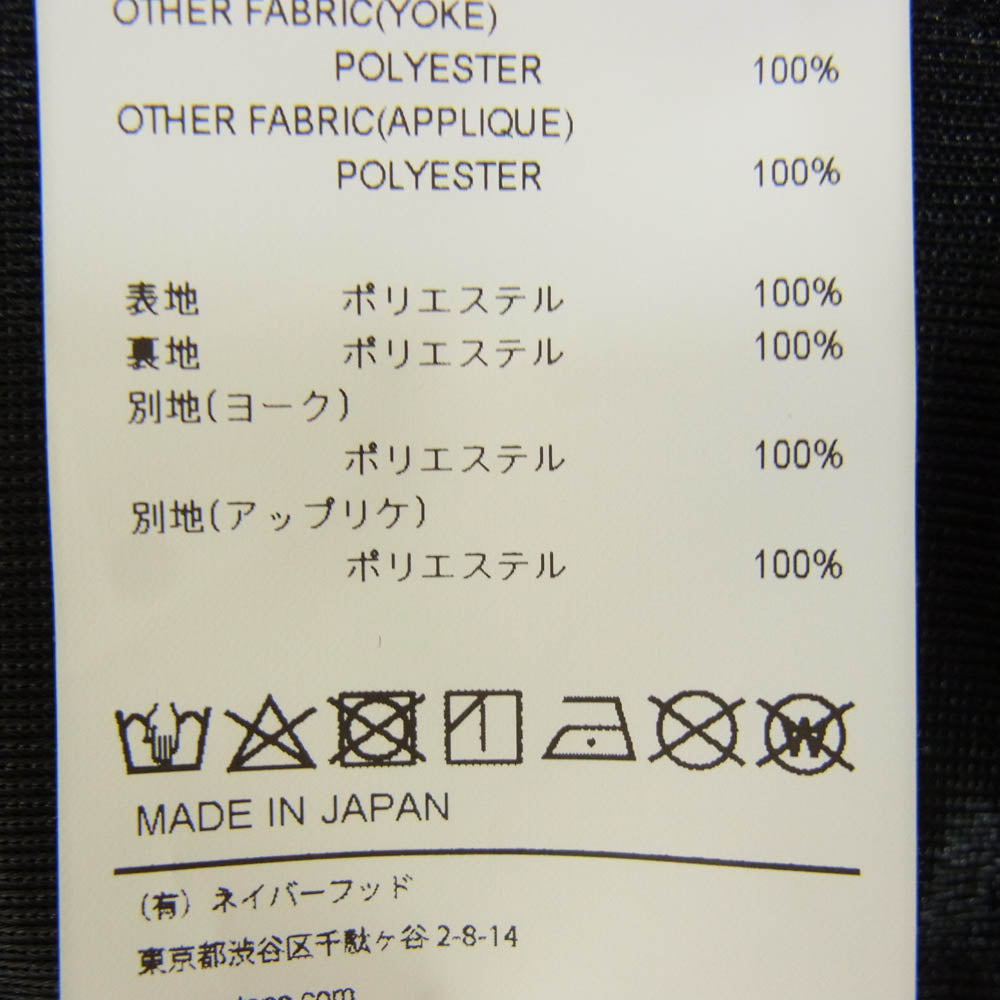 OTHER FABRIC(YOKE)
POLYESTER 100%
OTHER FABRIC(APPLIQUE)
POLYESTER 100%
表地 ポリエステル 100%
裏地 ポリエステル 100%
別地(ヨーク)
ポリエステル 100%
別地(アップリケ)
ポリエステル 100%
W
MADE IN JAPAN
(有) ネイバーフッド
東京都渋谷区千駄ヶ谷 2-8-14